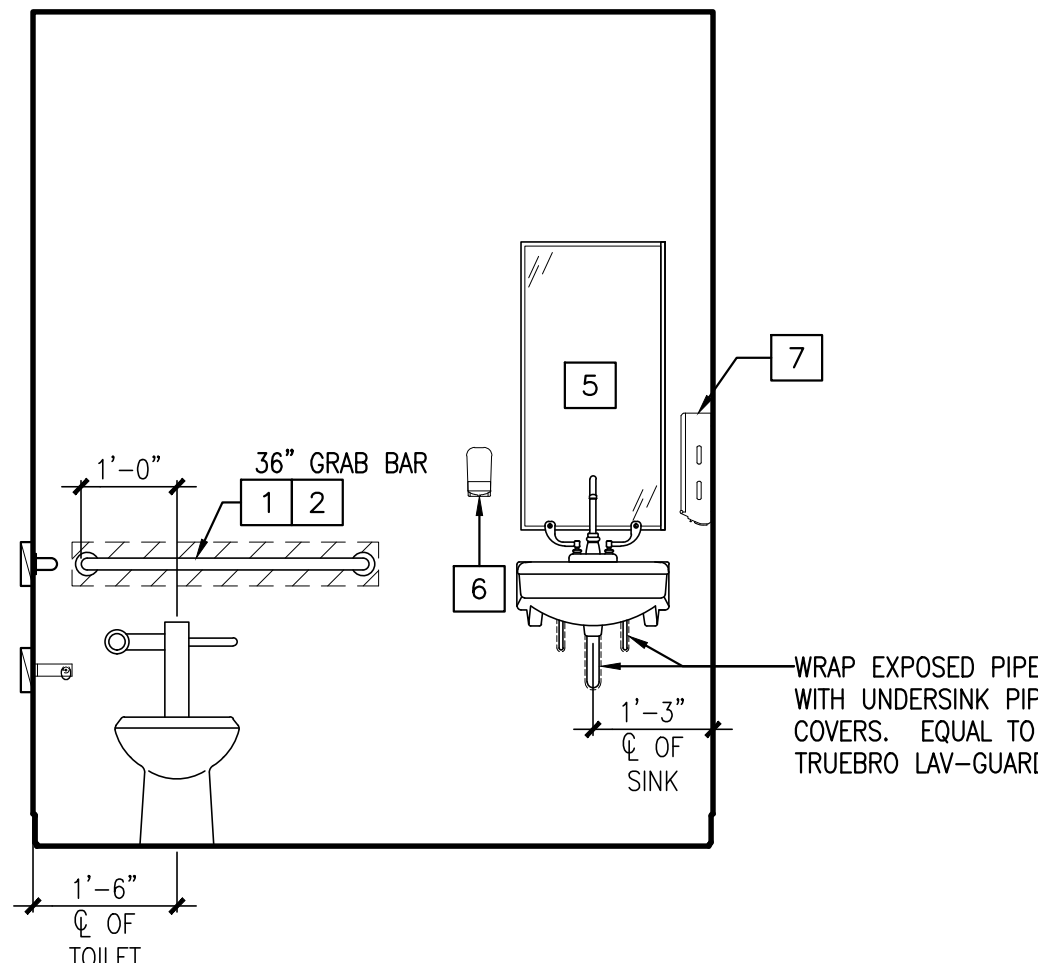 7
5
1'-0"
36" GRAB BAR
1 2
6
WRAP EXPOSED PIPE
WITH UNDERSINK PIP
COVERS. EQUAL TO
TRUEBRO LAV-GUARD
1'-3"
℄ OF
SINK
1'-6"
℄ OF
TOILET